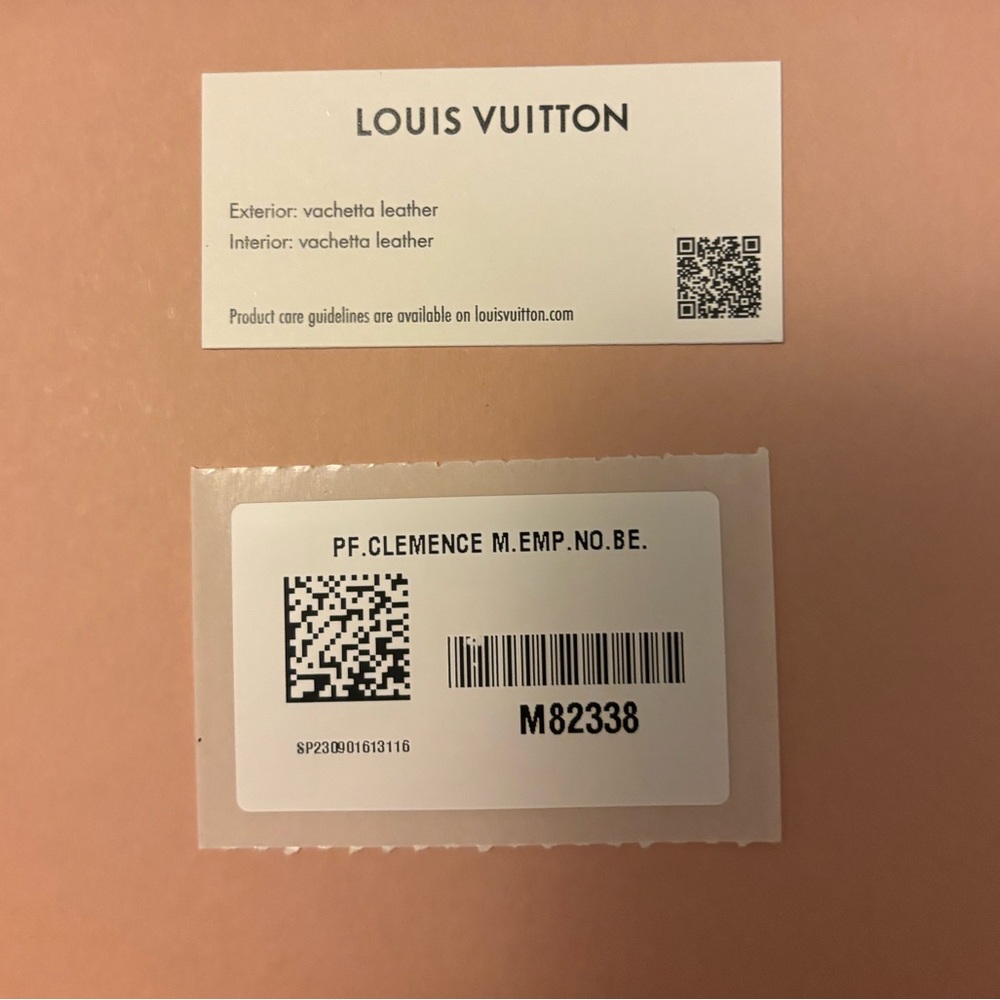 LOUIS VUITTON
Exterior: vachetta leather
Interior: vachetta leather
Product care guidelines are available on louisvuitton.com
PF.CLEMENCE M.EMP.NO.BE.
M82338
SP230901613116